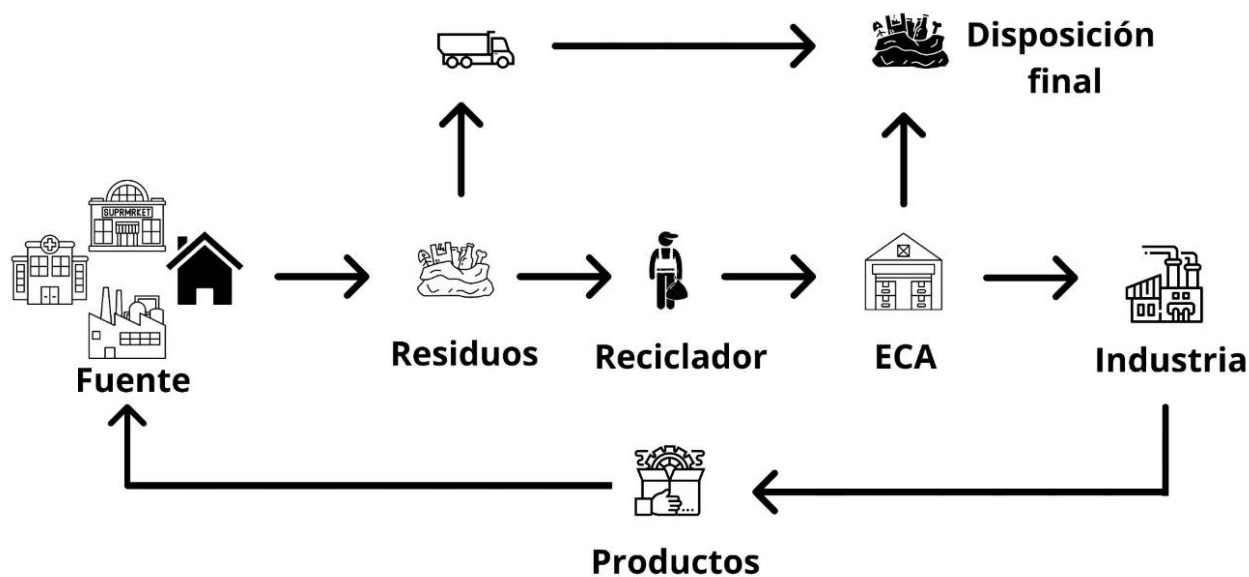 Disposición
final
SUPRMRKET
Residuos
Reciclador
ECA
Industria
Fuente
Productos